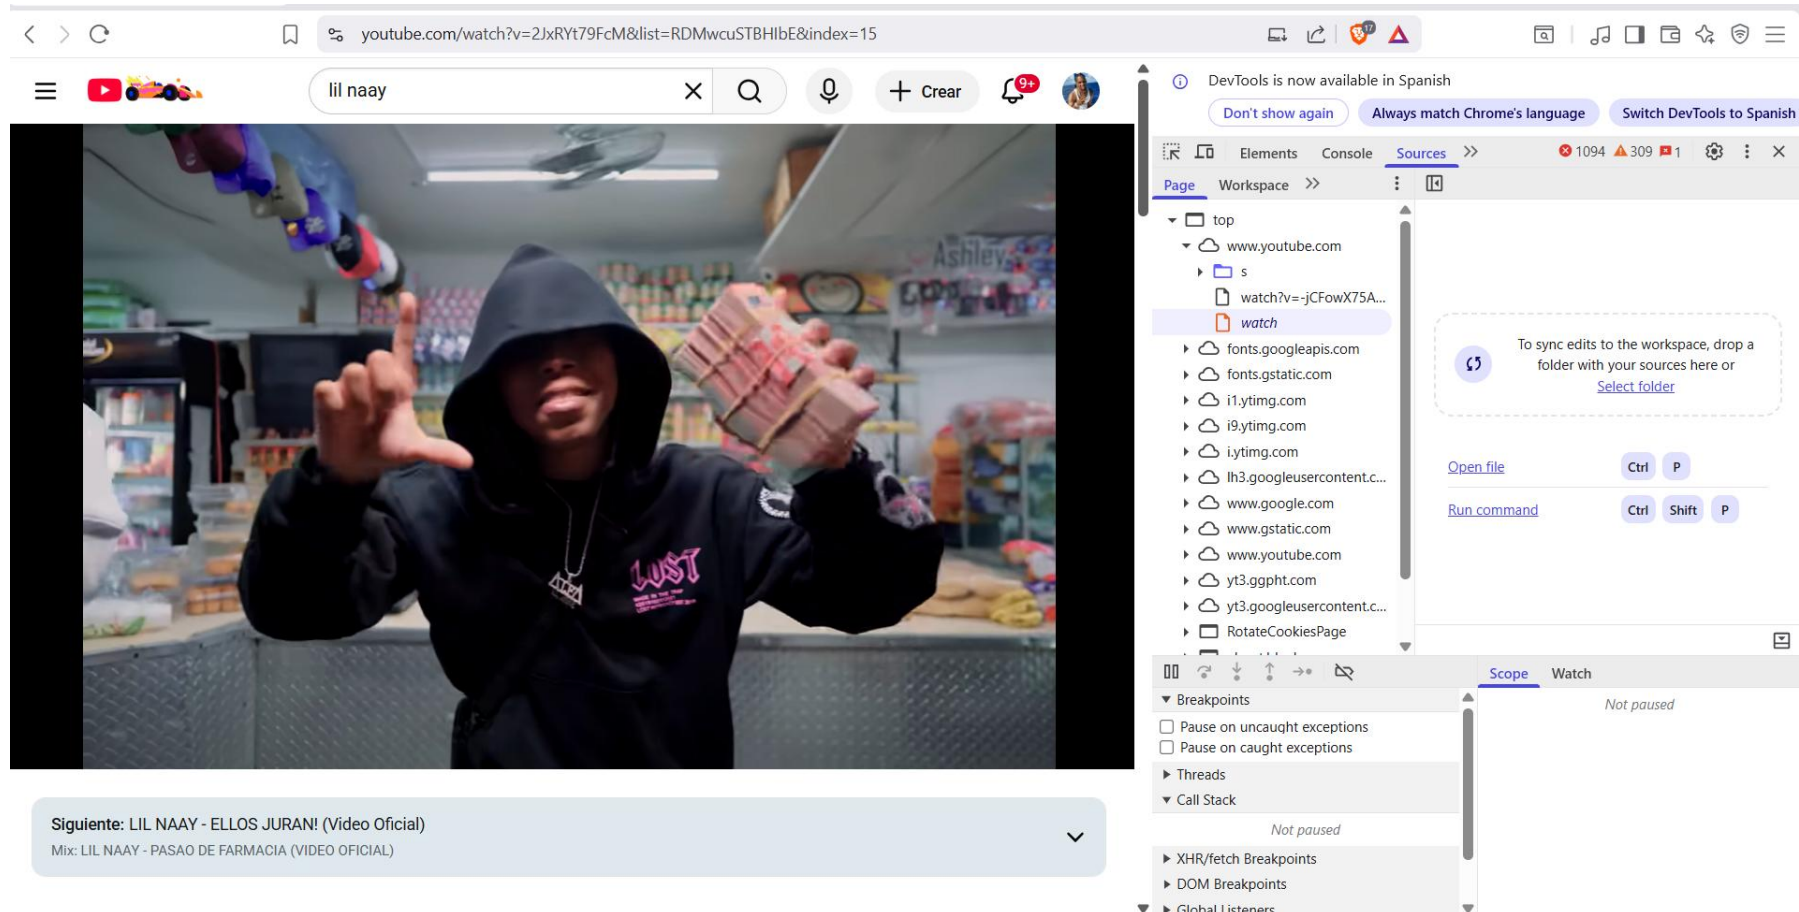 youtube.com/watch?v=2JxRYt79FcM&list=RDMwcuSTBHIbE&index=15
17
lil naay
Crear
9+
Ashley
LUST
Siguiente: LIL NAAY - ELLOS JURAN! (Video Oficial)
Mix: LIL NAAY - PASAO DE FARMACIA (VIDEO OFICIAL)
DevTools is now available in Spanish
Don't show again
Always match Chrome's language
Switch DevTools to Spanish
Elements
Console
Sources
1094
309
1
Page
Workspace
top
www.youtube.com
s
watch?v=-jCFowX75A...
watch
fonts.googleapis.com
fonts.gstatic.com
i1.ytimg.com
i9.ytimg.com
i.ytimg.com
lh3.googleusercontent.c...
www.google.com
www.gstatic.com
www.youtube.com
yt3.ggpht.com
yt3.googleusercontent.c...
RotateCookiesPage
To sync edits to the workspace, drop a
folder with your sources here or
Select folder
Open file
Ctrl P
Run command
Ctrl Shift P
Breakpoints
Pause on uncaught exceptions
Pause on caught exceptions
Threads
Call Stack
Not paused
XHR/fetch Breakpoints
DOM Breakpoints
Global Listeners
Scope
Watch
Not paused